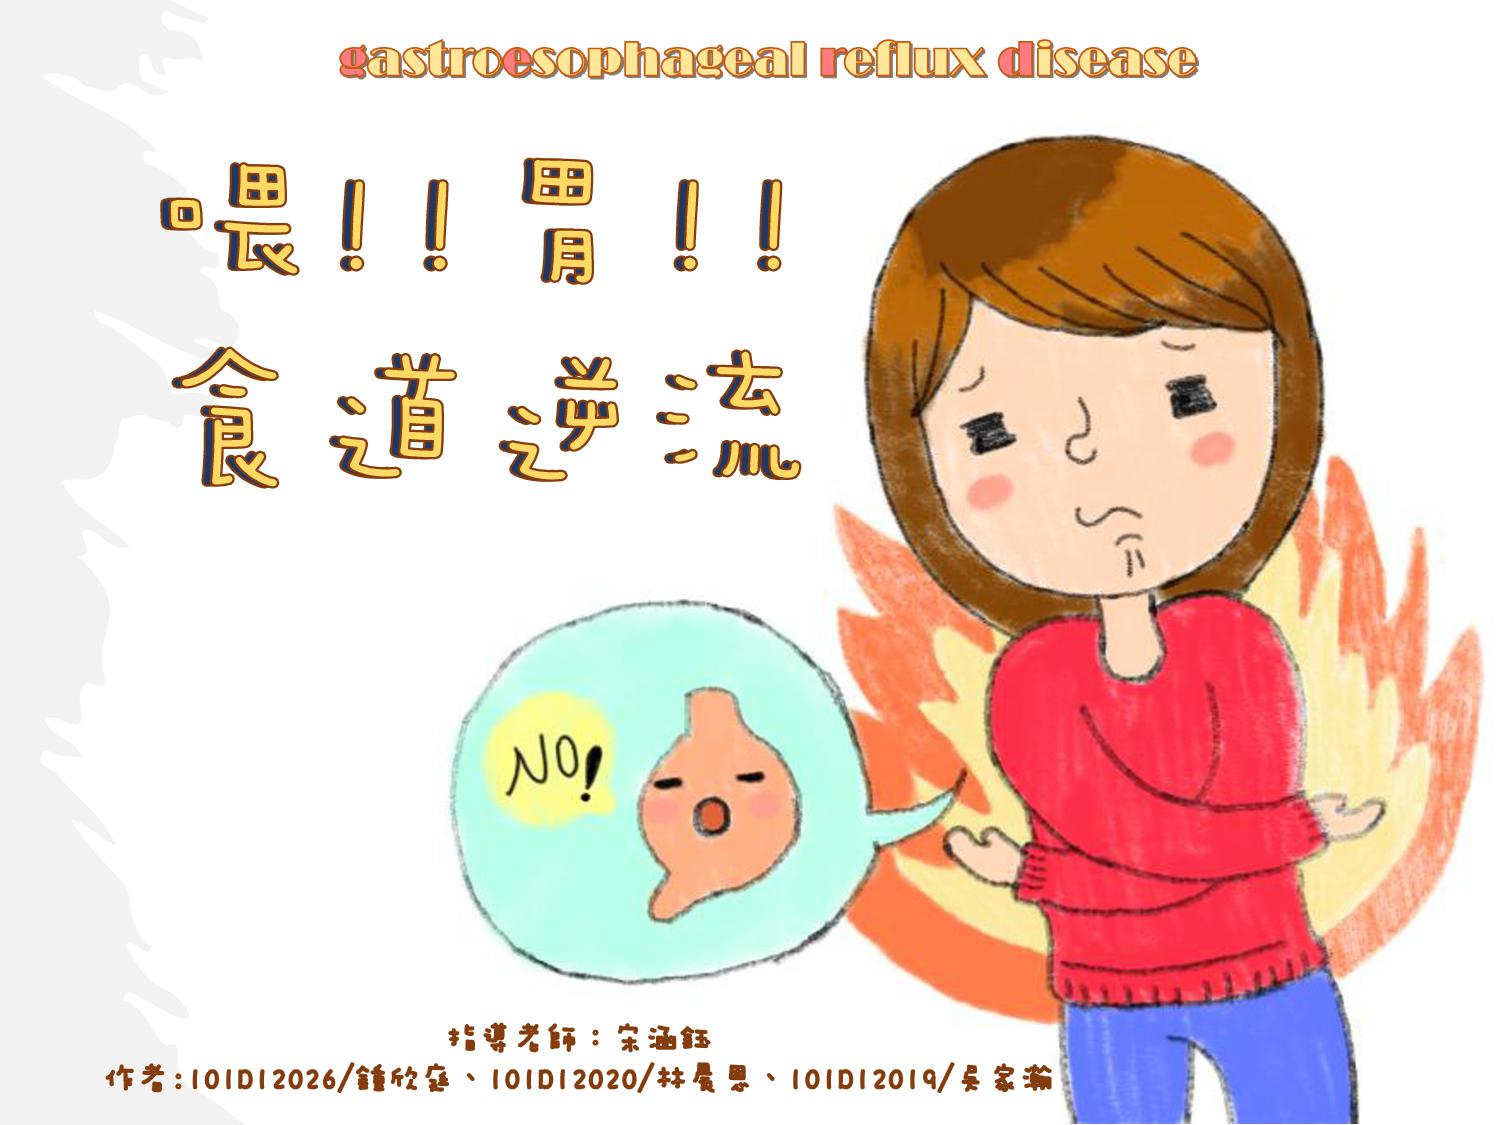 gastroesophageal reflux disease
喂！！胃！！
食道逆流
NO!
指導老師：宋涵鈺
作者:101D12026/鍾欣庭、101D12020/林晨恩、101D12019/吳家瀚